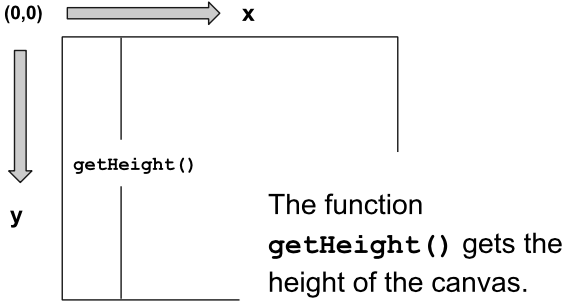 (0,0)
x
getHeight()
y
The function
getHeight() gets the
height of the canvas.